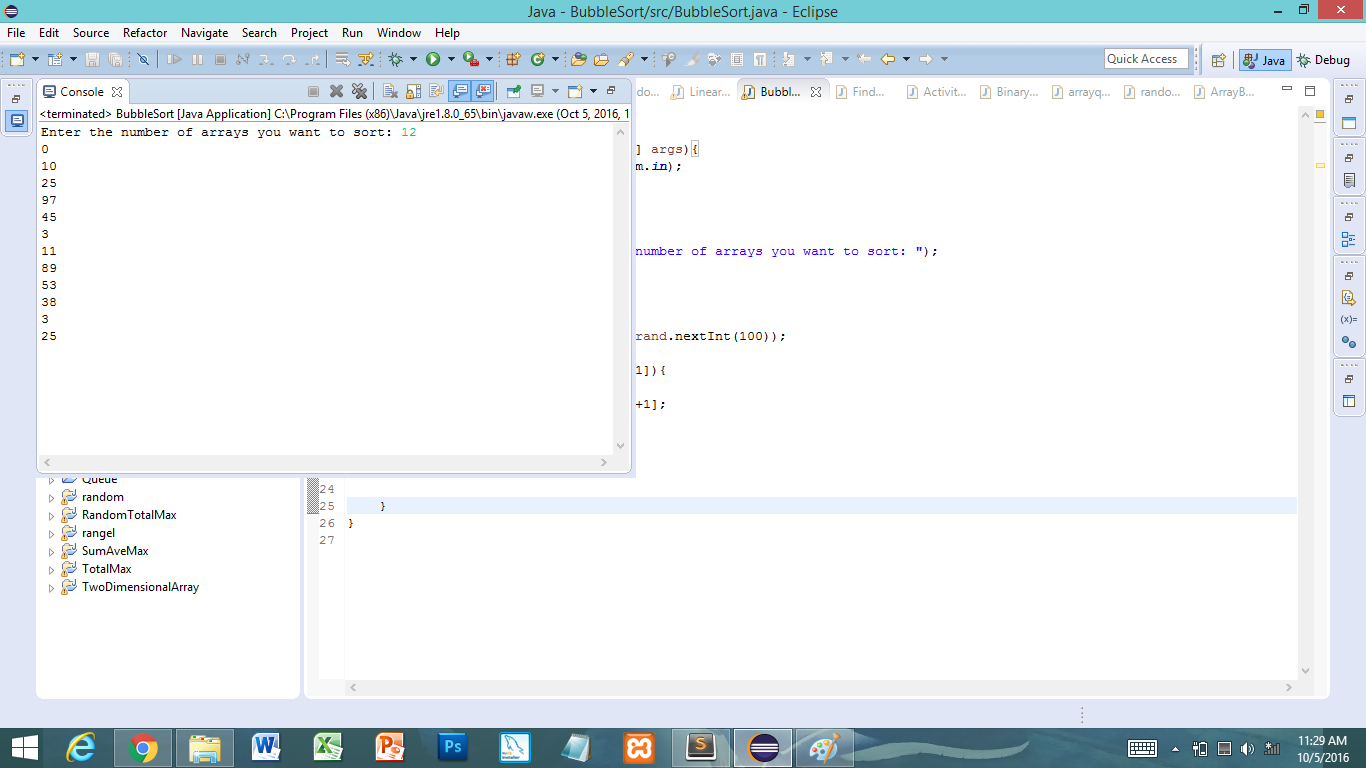 Java - BubbleSort/src/BubbleSort.java - Eclipse
File Edit Source Refactor Navigate Search Project Run Window Help
Quick Access Java Debug
Console
do... Linear... Bubbl... Find... Activit... Binary... arrayq... rando... ArrayB...
<terminated> BubbleSort [Java Application] C:\Program Files (x86)\Java\jre1.8.0_65\bin\javaw.exe (Oct 5, 2016, 1
Enter the number of arrays you want to sort: 12
0
10
25
97
45
3
11
89
53
38
3
25
] args){
m.in);
number of arrays you want to sort: ");
rand.nextInt(100));
1]){
+1];
(x)=
Queue
random
RandomTotalMax
rangel
SumAveMax
TotalMax
TwoDimensionalArray
24
25 }
26 }
27
11:29 AM
10/5/2016